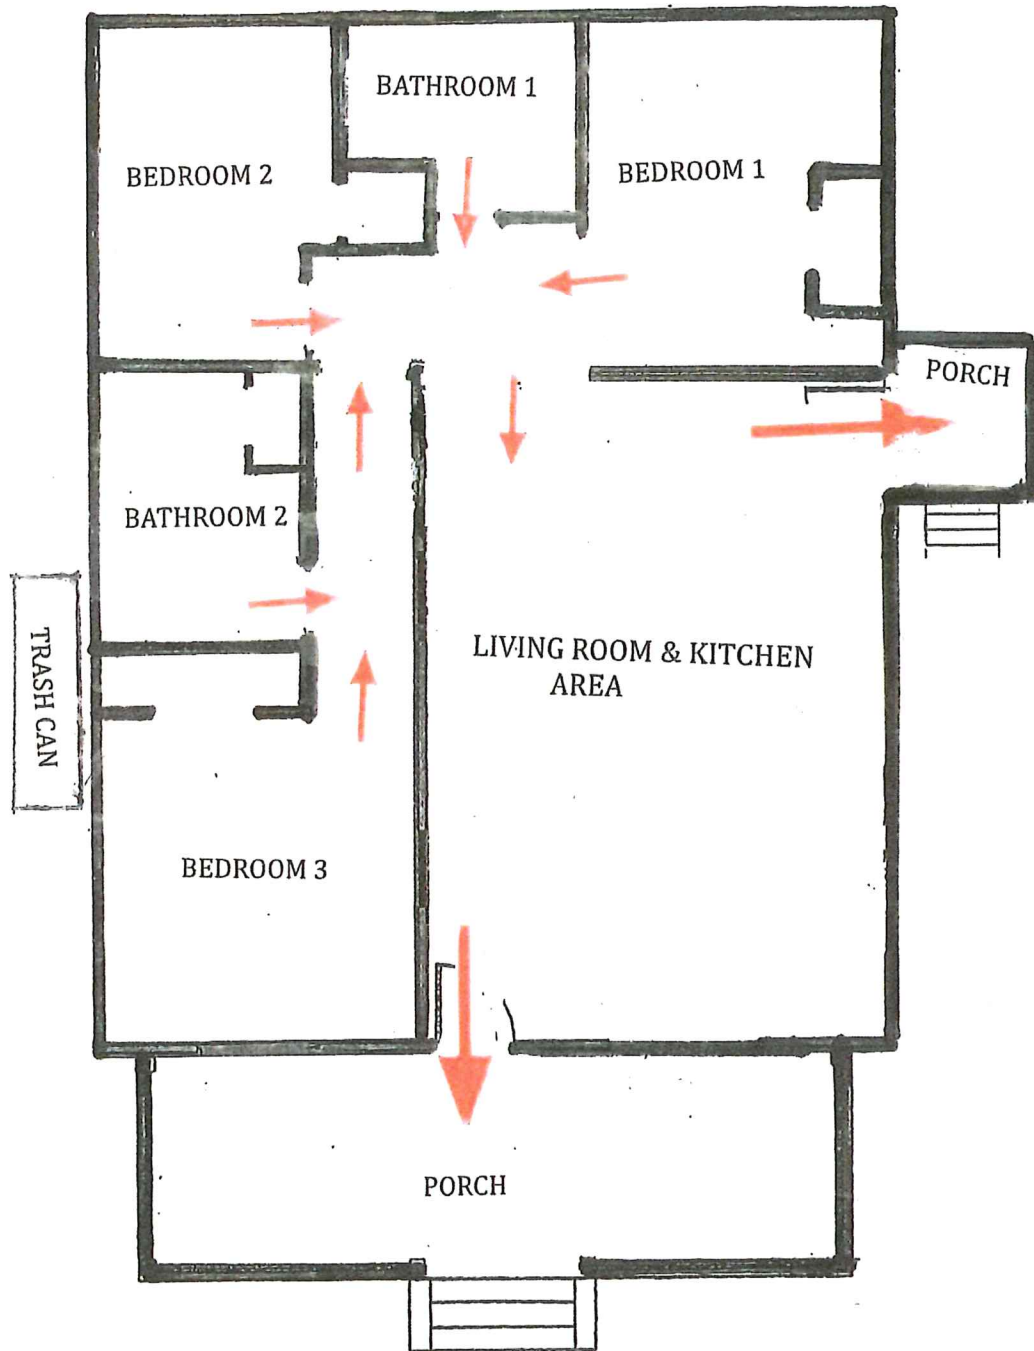 BATHROOM 1
BEDROOM 2
BEDROOM 1
PORCH
BATHROOM 2
TRASH CAN
LIVING ROOM & KITCHEN
AREA
BEDROOM 3
PORCH